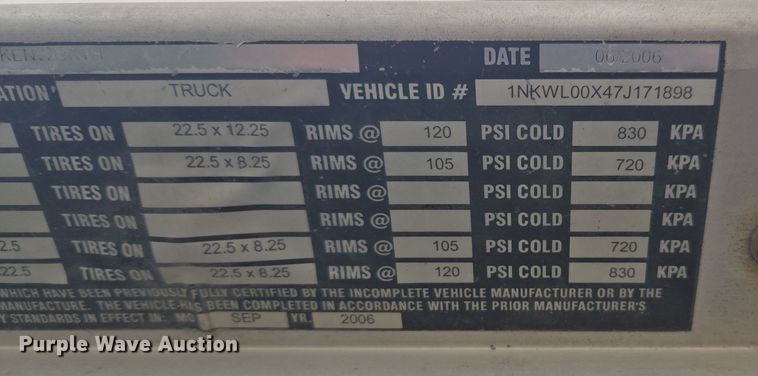 DATE 06/2006
TRUCK VEHICLE ID # 1NKWL00X47J171898
TIRES ON 22.5 x 12.25 RIMS @ 120 PSI COLD 830 KPA
TIRES ON 22.5 x 8.25 RIMS @ 105 PSI COLD 720 KPA
RIMS @ PSI COLD KPA
TIRES ON RIMS @ PSI COLD KPA
2.5 TIRES ON 22.5 x 8.25 RIMS @ 105 PSI COLD 720 KPA
22.5 TIRES ON 22.5 x 8.25 RIMS @ 120 PSI COLD 830 KPA
WHICH HAVE BEEN PREVIOUSLY FULLY CERTIFIED BY THE INCOMPLETE VEHICLE MANUFACTURER OR BY THE
MANUFACTURE. THE VEHICLE HAS BEEN COMPLETED IN ACCORDANCE WITH THE PRIOR MANUFACTURER'S
Y STANDARDS IN EFFECT IN: MO SEP YR. 2006
Purple Wave Auction